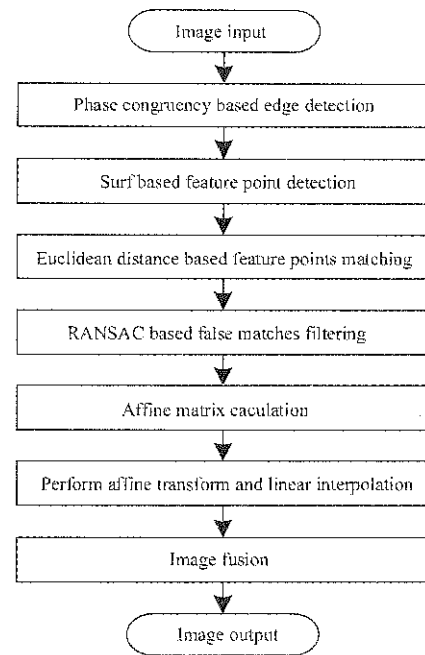 Image input
Phase congruency based edge detection
Surf based feature point detection
Euclidean distance based feature points matching
RANSAC based false matches filtering
Affine matrix caculation
Perform affine transform and linear interpolation
Image fusion
Image output